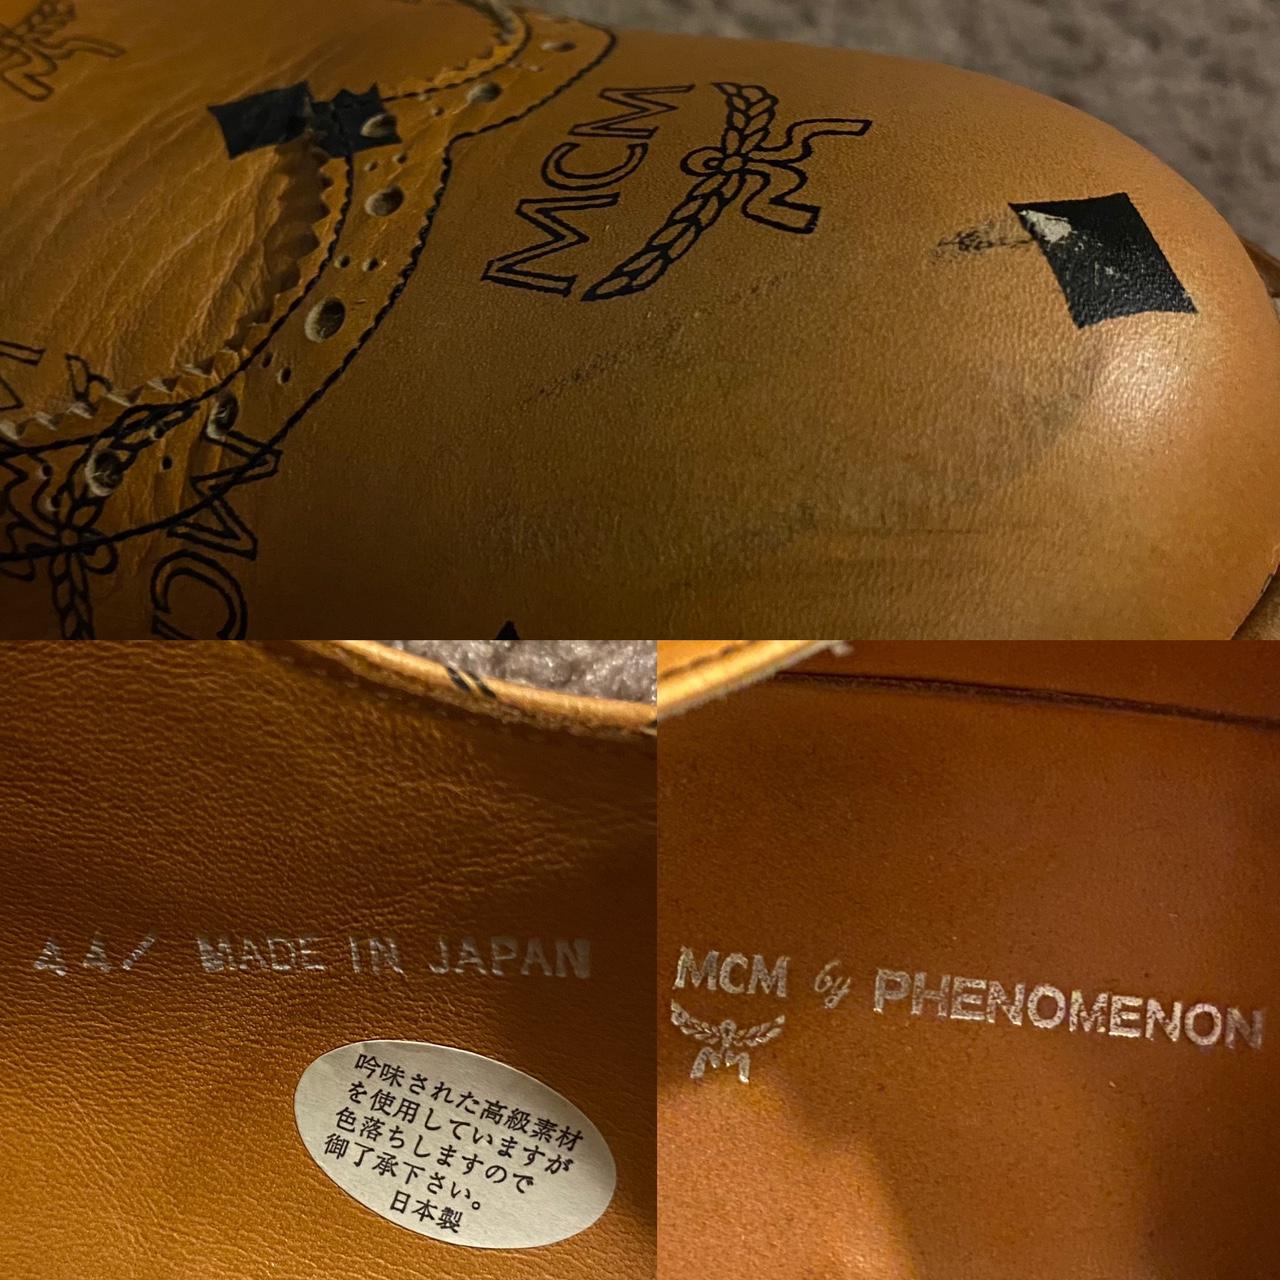 MCM
MCM
44/ MADE IN JAPAN
吟味された高級素材
を使用していますが
色落ちしますので
御了承下さい。
日本製
MCM by PHENOMENON